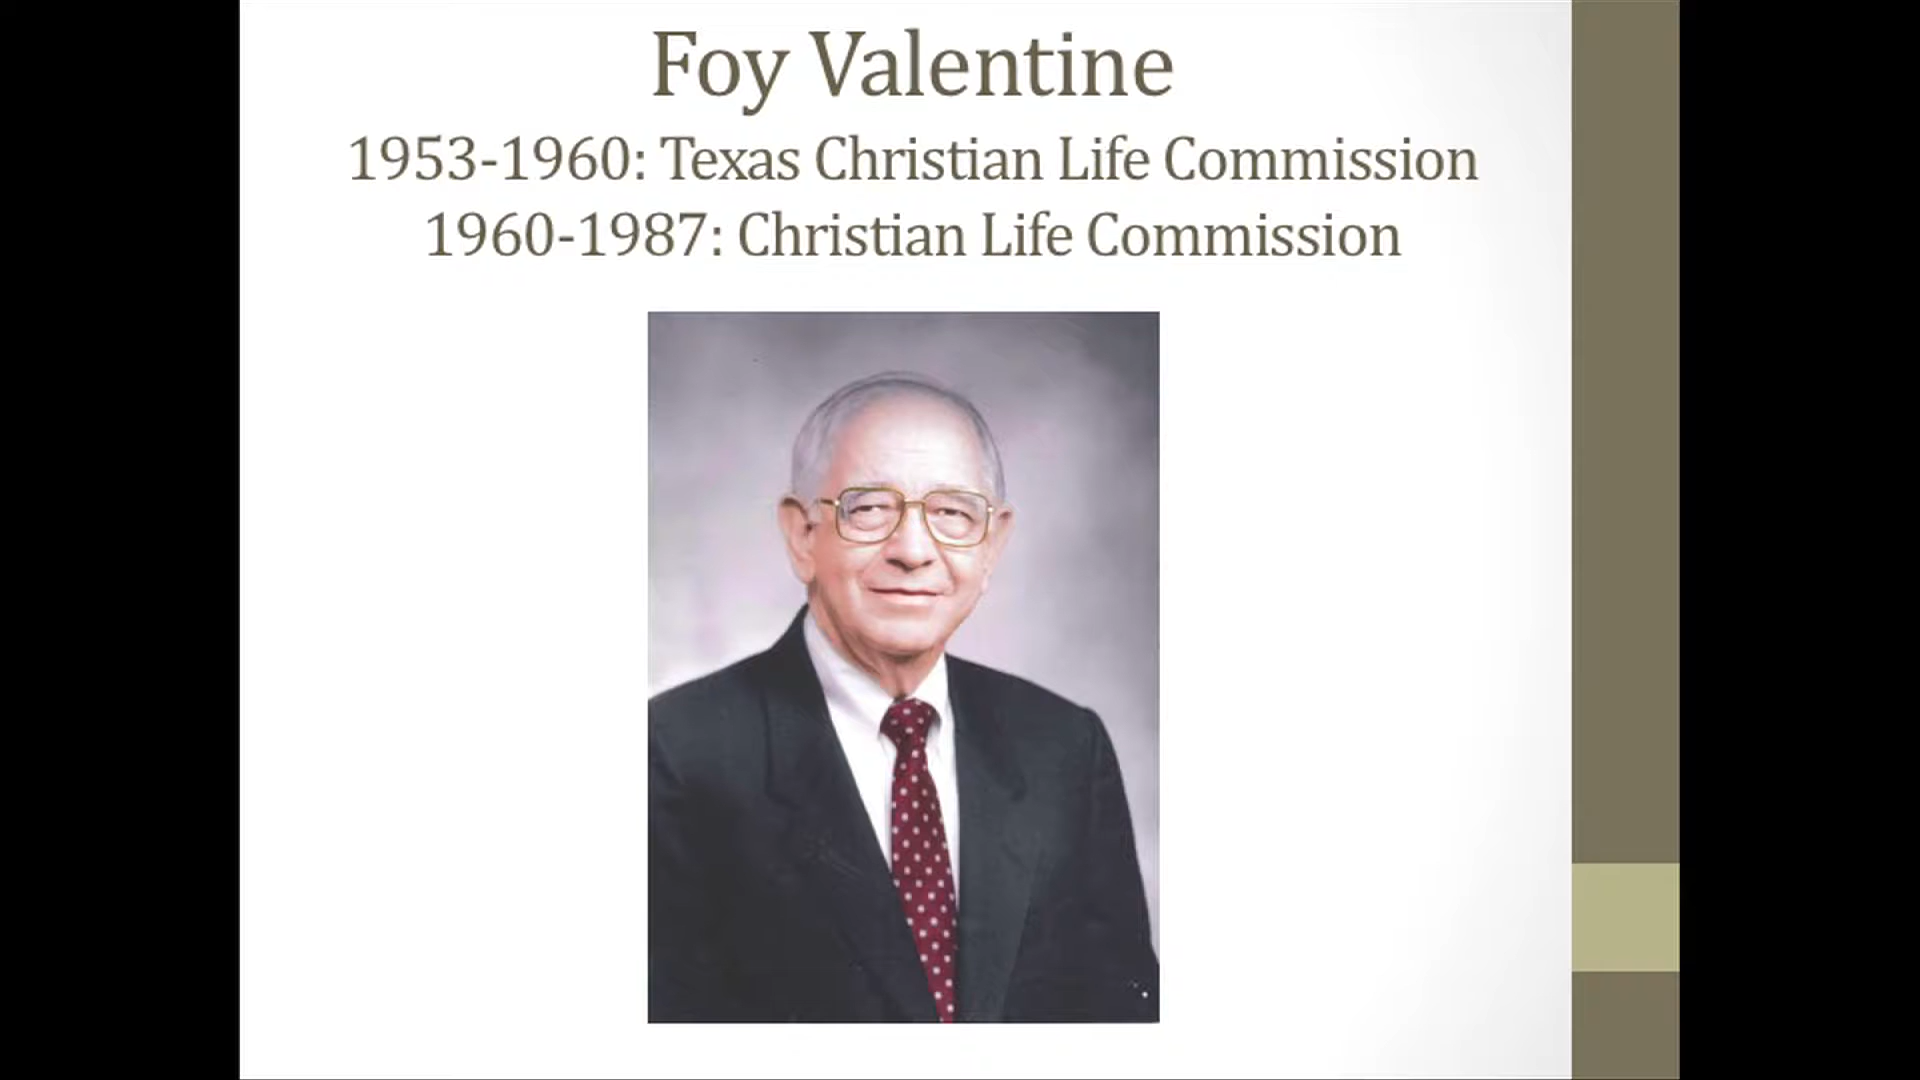 Foy Valentine
1953-1960: Texas Christian Life Commission
1960-1987: Christian Life Commission